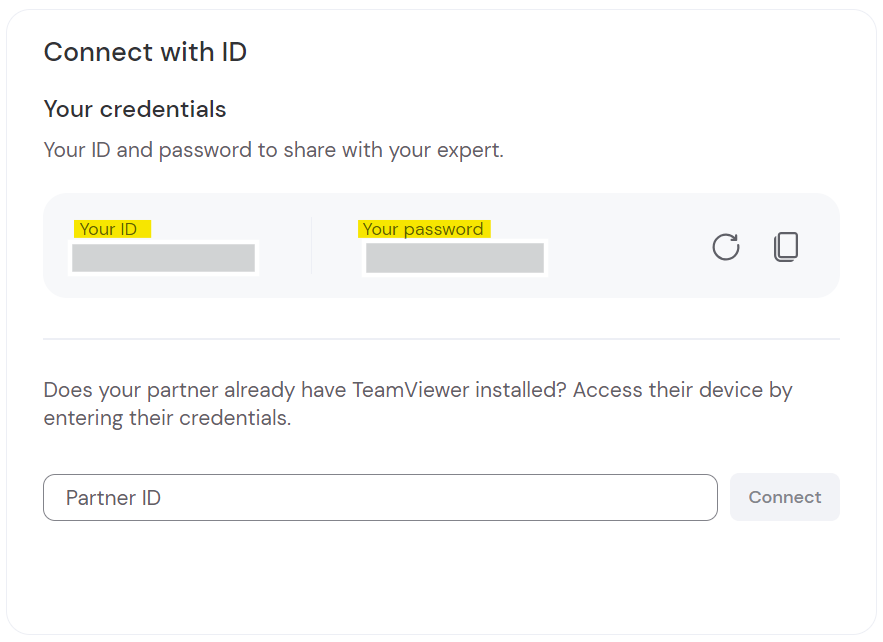 Connect with ID
Your credentials
Your ID and password to share with your expert.
Your ID
Your password
Does your partner already have TeamViewer installed? Access their device by
entering their credentials.
Partner ID
Connect